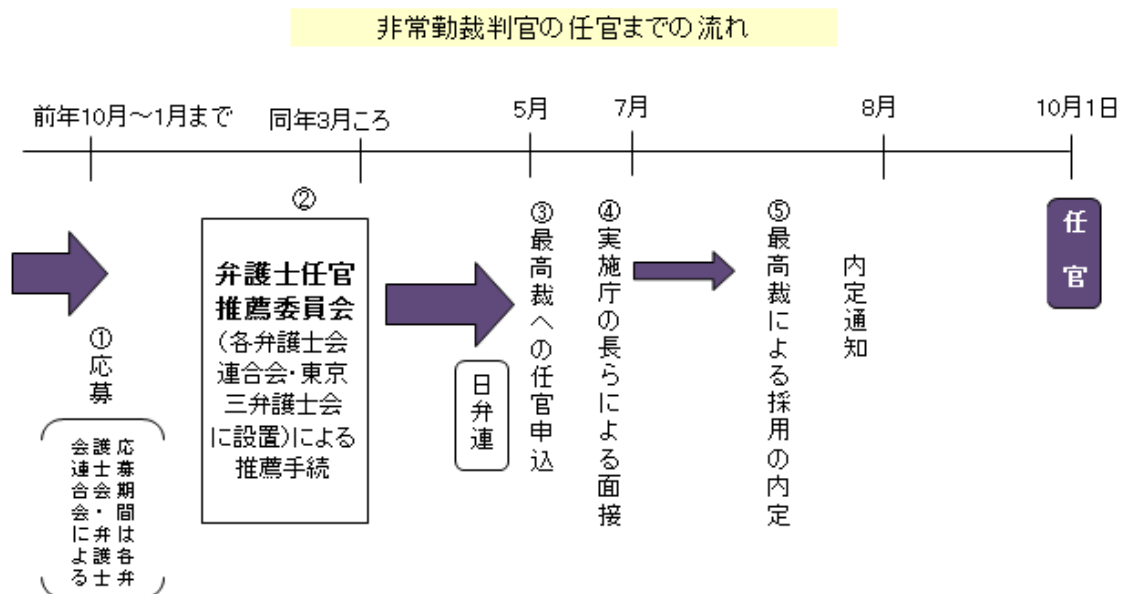 非常勤裁判官の任官までの流れ
前年10月～1月まで
同年3月ころ
5月
7月
8月
10月1日
①応募
応募期間は各弁
護士会・弁護士
会連合会による
②
弁護士任官
推薦委員会
（各弁護士会
連合会・東京
三弁護士会
に設置）による
推薦手続
日弁連
③最高裁への任官申込
④実施庁の長らによる面接
⑤最高裁による採用の内定
内定通知
任官